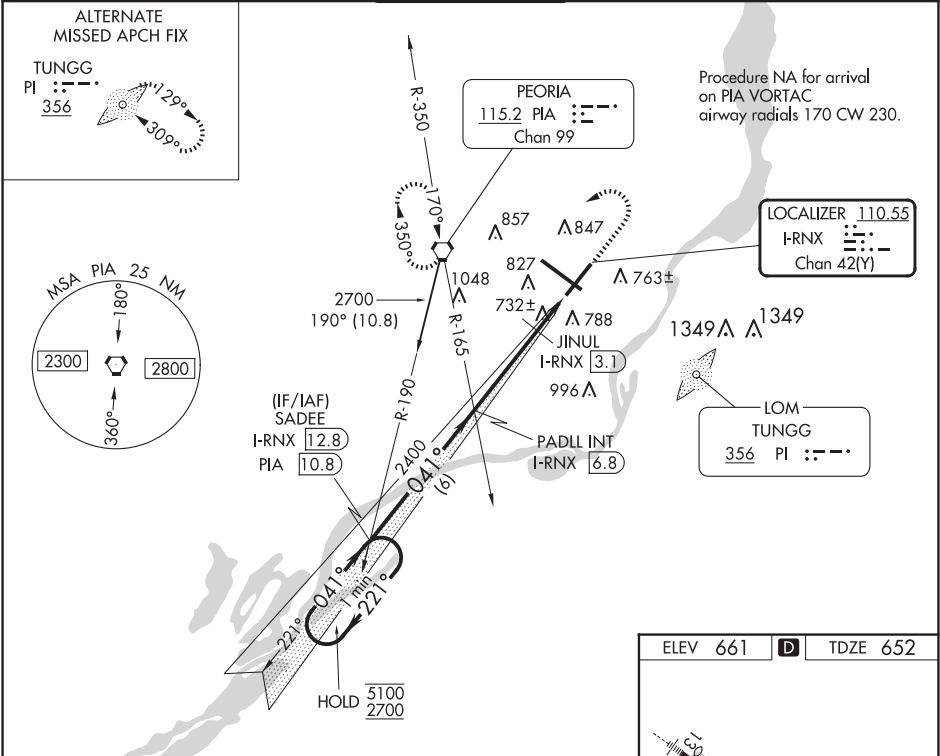 ALTERNATE
MISSED APCH FIX
TUNGG
PI
356
129°
309°
R-350
PEORIA
115.2 PIA
Chan 99
Procedure NA for arrival
on PIA VORTAC
airway radials 170 CW 230.
170°
350°
857
847
LOCALIZER 110.55
I-RNX
Chan 42(Y)
MSA PIA 25 NM
180°
2300
2800
360°
1048
827
763±
2700
190° (10.8)
732±
788
R-165
JINUL
I-RNX 3.1
996
1349
1349
R-190
(IF/IAF)
SADEE
I-RNX 12.8
PIA 10.8
2400
041°
(6)
PADLL INT
I-RNX 6.8
LOM
TUNGG
356 PI
041°
1 min
221°
221°
HOLD 5100
2700
ELEV 661
D
TDZE 652
130